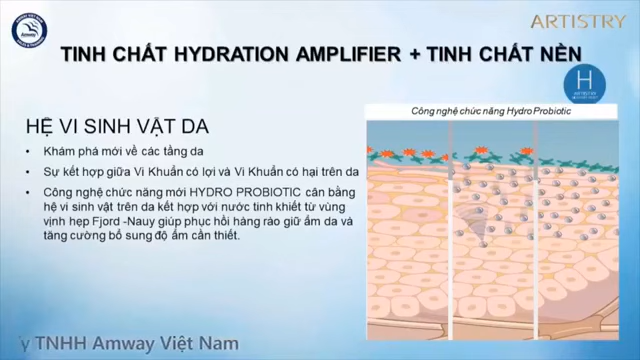 Amway
ARTISTRY
TINH CHẤT HYDRATION AMPLIFIER + TINH CHẤT NỀN
H
Công nghệ chức năng Hydro Probiotic
HỆ VI SINH VẬT DA
• Khám phá mới về các tầng da
• Sự kết hợp giữa Vi Khuẩn có lợi và Vi Khuẩn có hại trên da
• Công nghệ chức năng mới HYDRO PROBIOTIC cân bằng
hệ vi sinh vật trên da kết hợp với nước tinh khiết từ vùng
vịnh hẹp Fjord -Nauy giúp phục hồi hàng rào giữ ẩm da và
tăng cường bổ sung độ ẩm cần thiết.
y TNHH Amway Việt Nam